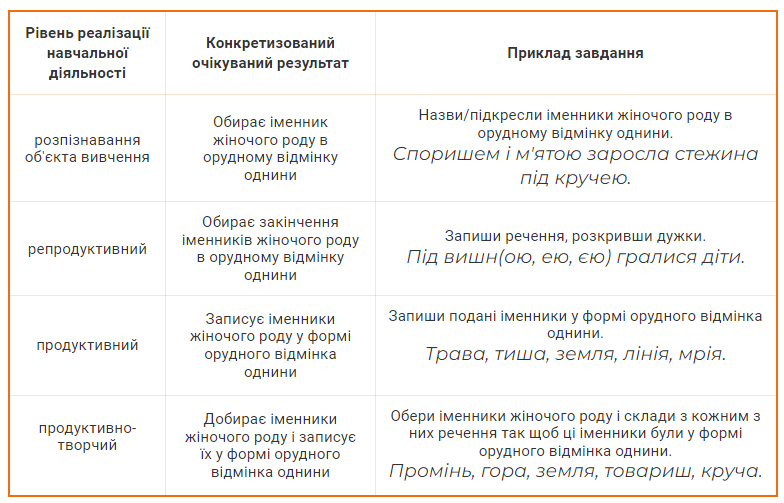 Рівень реалізації
навчальної
діяльності
Конкретизований
очікуваний результат
Приклад завдання
розпізнавання
об'єкта вивчення
Обирає іменник
жіночого роду в
орудному відмінку
однини
Назви/підкресли іменники жіночого роду в
орудному відмінку однини.
Споришем і м'ятою заросла стежина
під кручею.
репродуктивний
Обирає закінчення
іменників жіночого роду
в орудному відмінку
однини
Запиши речення, розкривши дужки.
Під вишн(ою, ею, єю) гралися діти.
продуктивний
Записує іменники
жіночого роду у формі
орудного відмінка
однини
Запиши подані іменники у формі орудного відмінка
однини.
Трава, тиша, земля, лінія, мрія.
продуктивно-
творчий
Добирає іменники
жіночого роду і записує
їх у формі орудного
відмінка однини
Обери іменники жіночого роду і склади з кожним з
них речення так щоб ці іменники були у формі
орудного відмінка однини.
Промінь, гора, земля, товариш, круча.